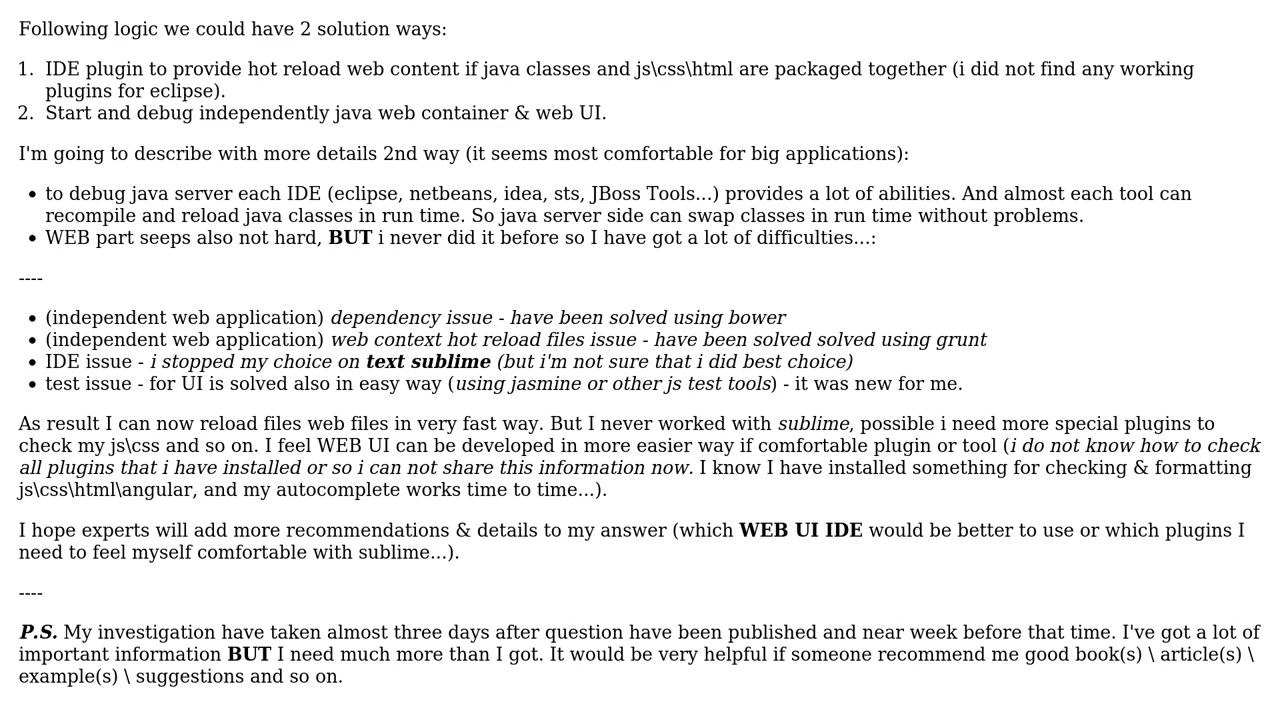 Following logic we could have 2 solution ways:
1. IDE plugin to provide hot reload web content if java classes and js\css\html are packaged together (i did not find any working
plugins for eclipse).
2. Start and debug independently java web container & web UI.
I'm going to describe with more details 2nd way (it seems most comfortable for big applications):
• to debug java server each IDE (eclipse, netbeans, idea, sts, JBoss Tools...) provides a lot of abilities. And almost each tool can
recompile and reload java classes in run time. So java server side can swap classes in run time without problems.
• WEB part seeps also not hard, BUT i never did it before so I have got a lot of difficulties...:
----
• (independent web application) dependency issue - have been solved using bower
• (independent web application) web context hot reload files issue - have been solved solved using grunt
• IDE issue - i stopped my choice on text sublime (but i'm not sure that i did best choice)
• test issue - for UI is solved also in easy way (using jasmine or other js test tools) - it was new for me.
As result I can now reload files web files in very fast way. But I never worked with sublime, possible i need more special plugins to
check my js\css and so on. I feel WEB UI can be developed in more easier way if comfortable plugin or tool (i do not know how to check
all plugins that i have installed or so i can not share this information now. I know I have installed something for checking & formatting
js\css\html\angular, and my autocomplete works time to time...).
I hope experts will add more recommendations & details to my answer (which WEB UI IDE would be better to use or which plugins I
need to feel myself comfortable with sublime...).
----
P.S. My investigation have taken almost three days after question have been published and near week before that time. I've got a lot of
important information BUT I need much more than I got. It would be very helpful if someone recommend me good book(s) \ article(s) \
example(s) \ suggestions and so on.